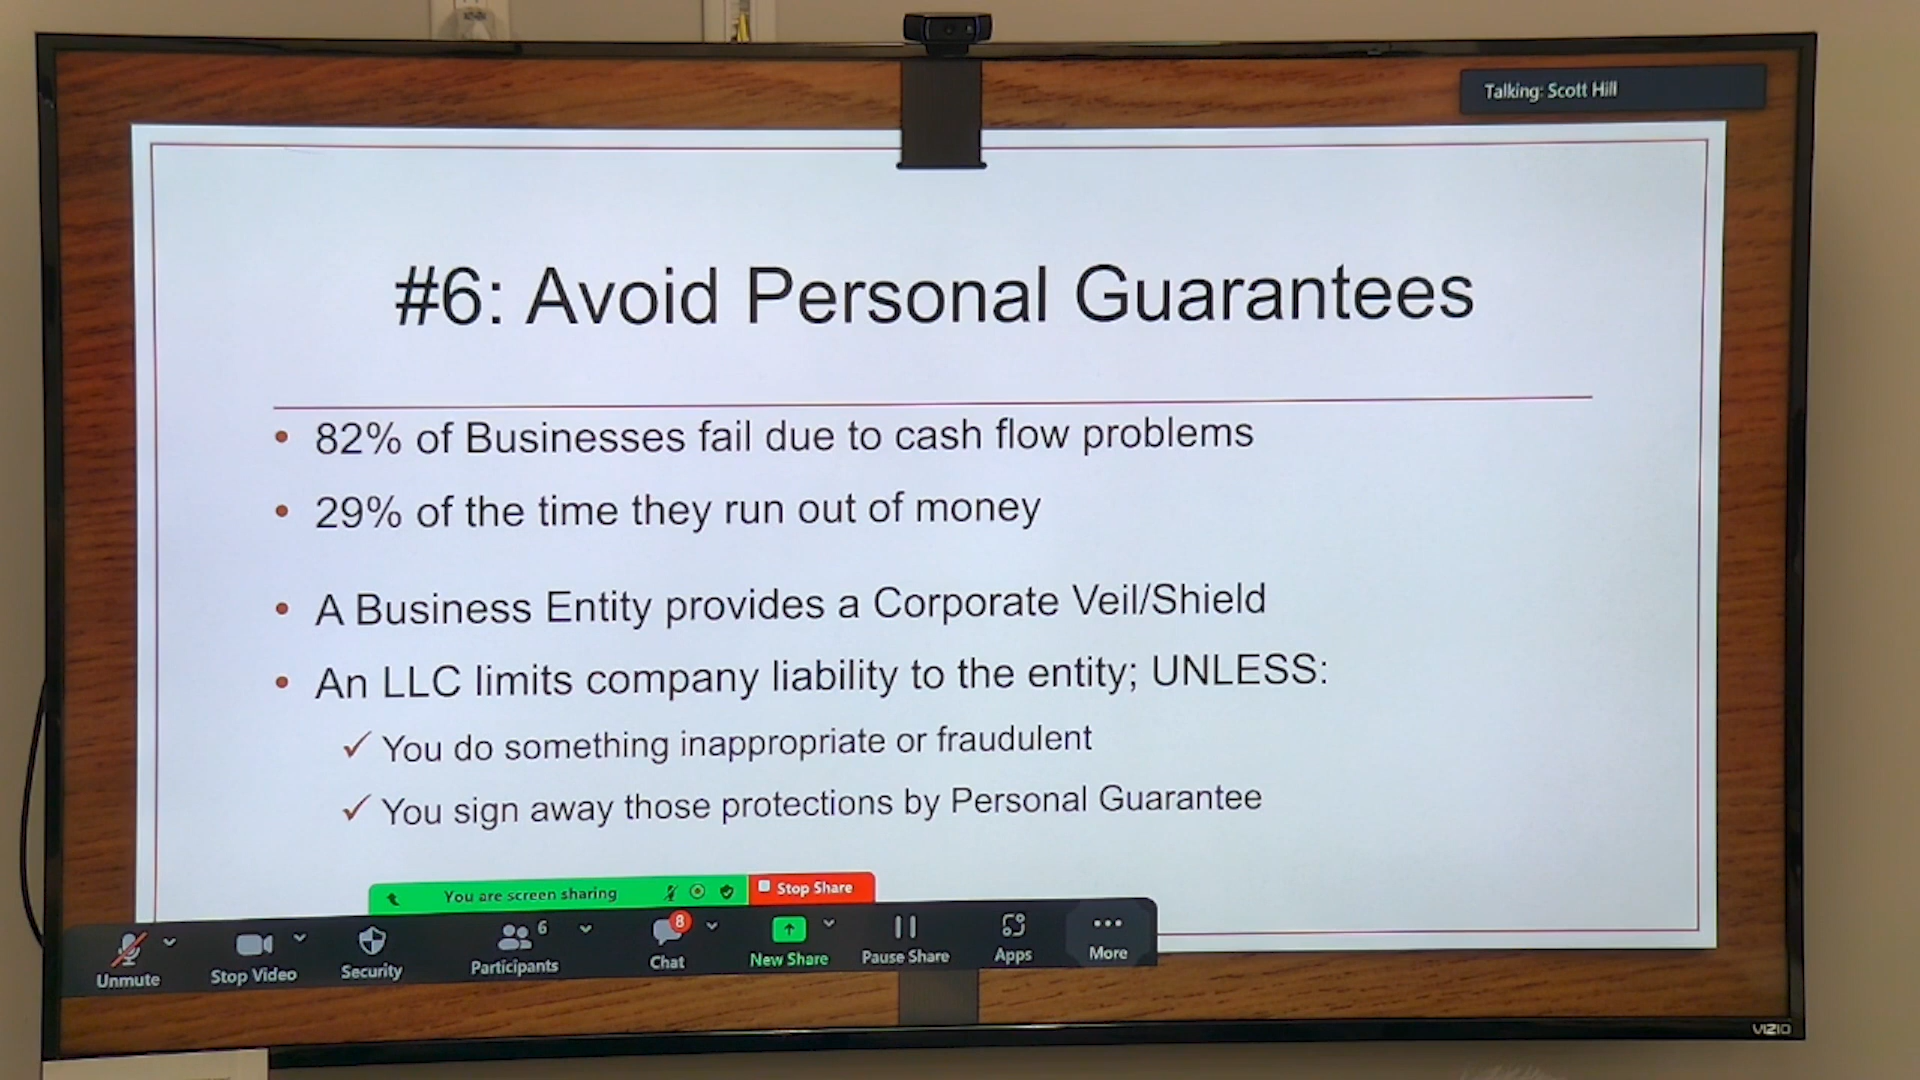 Talking: Scott Hill
#6: Avoid Personal Guarantees
• 82% of Businesses fail due to cash flow problems
• 29% of the time they run out of money
• A Business Entity provides a Corporate Veil/Shield
• An LLC limits company liability to the entity; UNLESS:
✓ You do something inappropriate or fraudulent
✓ You sign away those protections by Personal Guarantee
You are screen sharing Stop Share
6 8
Unmute Stop Video Security Participants Chat New Share Pause Share Apps More
VIZIO